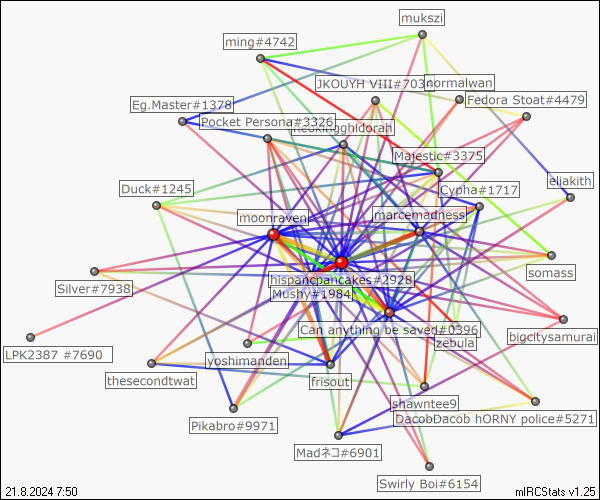 mukszi
ming#4742
JKOUYH VIII#703
normalwan
Fedora Stoat#4479
Eg.Master#1378
Pocket Persona#3326
neokingghidorah
Majestic#3375
Duck#1245
Cypha#1717
eliakith
moonraven
marcemadness
hispancpancakes#2928
somass
Silver#7938
Mushy#1984
Can anything be saved#0396
bigcitysamurai
zebula
LPK2387 #7690
yoshimanden
thesecondtwat
frisout
shawntee9
Pikabro#9971
DacobDacob hORNY police#5271
Madネコ#6901
Swirly Boi#6154
21.8.2024 7:50
mIRCStats v1.25